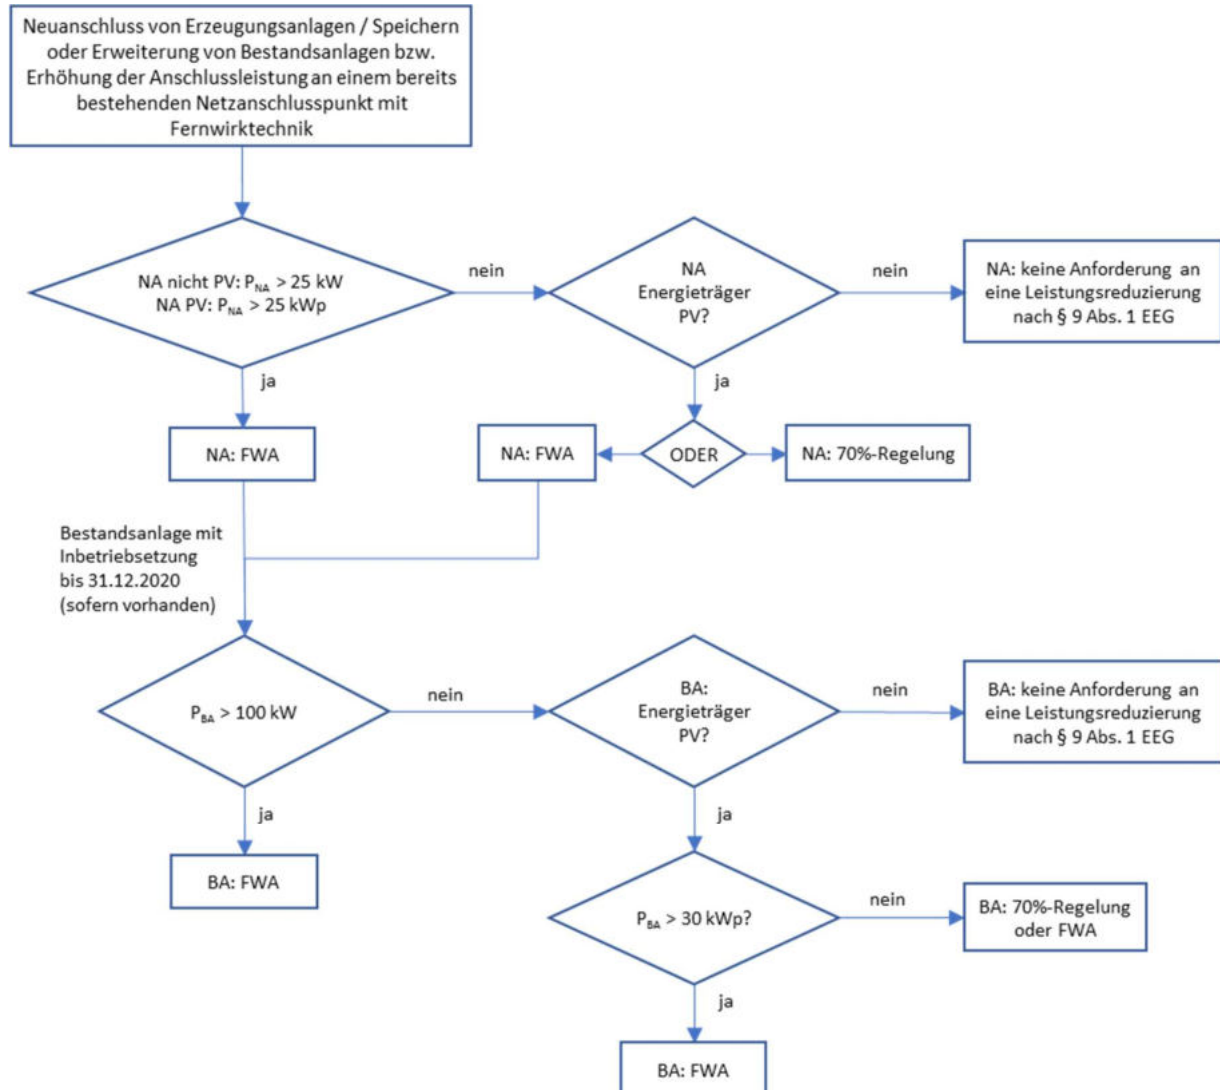 Neuanschluss von Erzeugungsanlagen / Speichern
oder Erweiterung von Bestandsanlagen bzw.
Erhöhung der Anschlussleistung an einem bereits
bestehenden Netzanschlusspunkt mit
Fernwirktechnik
NA nicht PV: P_NA > 25 kW
NA PV: P_NA > 25 kWp
nein
NA
Energieträger
PV?
nein
NA: keine Anforderung an
eine Leistungsreduzierung
nach § 9 Abs. 1 EEG
ja
ja
NA: FWA
NA: FWA
ODER
NA: 70%-Regelung
Bestandsanlage mit
Inbetriebsetzung
bis 31.12.2020
(sofern vorhanden)
P_BA > 100 kW
nein
BA:
Energieträger
PV?
nein
BA: keine Anforderung an
eine Leistungsreduzierung
nach § 9 Abs. 1 EEG
ja
ja
BA: FWA
P_BA > 30 kWp?
nein
BA: 70%-Regelung
oder FWA
ja
BA: FWA